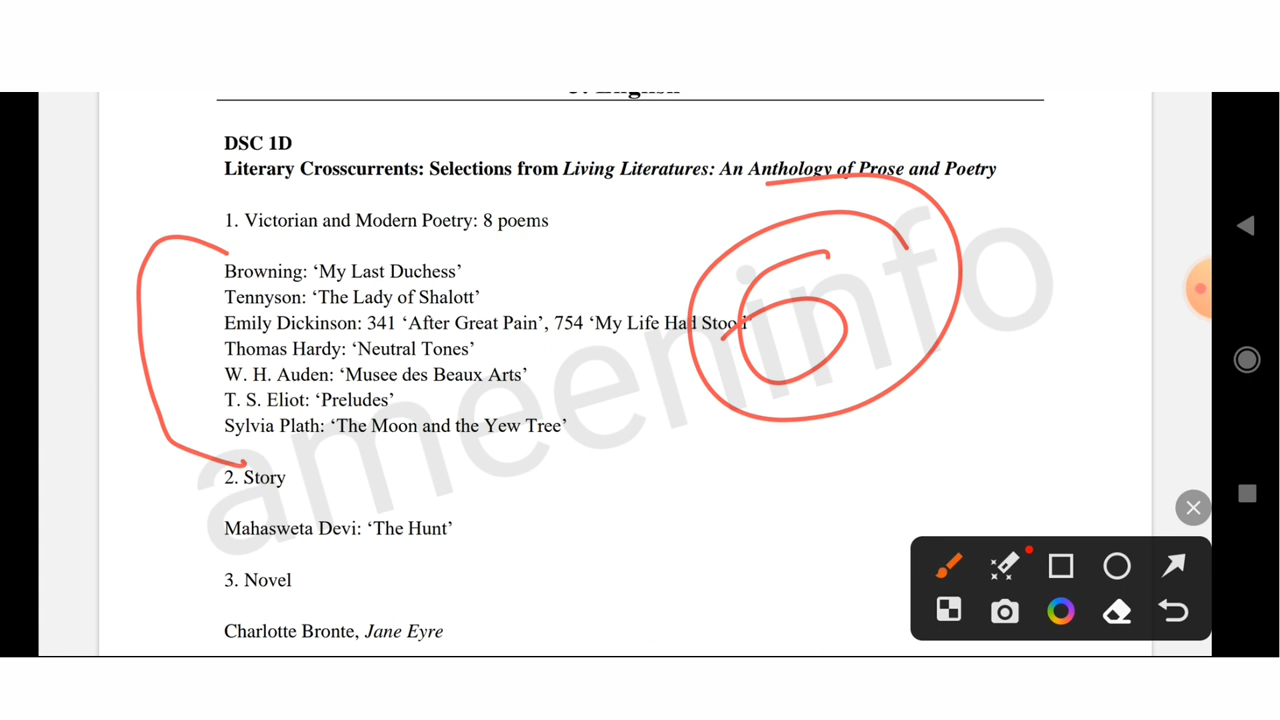 DSC 1D
Literary Crosscurrents: Selections from Living Literatures: An Anthology of Prose and Poetry
1. Victorian and Modern Poetry: 8 poems
Browning: ‘My Last Duchess’
Tennyson: ‘The Lady of Shalott’
Emily Dickinson: 341 ‘After Great Pain’, 754 ‘My Life Had Stood’
Thomas Hardy: ‘Neutral Tones’
W. H. Auden: ‘Musee des Beaux Arts’
T. S. Eliot: ‘Preludes’
Sylvia Plath: ‘The Moon and the Yew Tree’
6
2. Story
Mahasweta Devi: ‘The Hunt’
3. Novel
Charlotte Bronte, Jane Eyre
ameeninfo